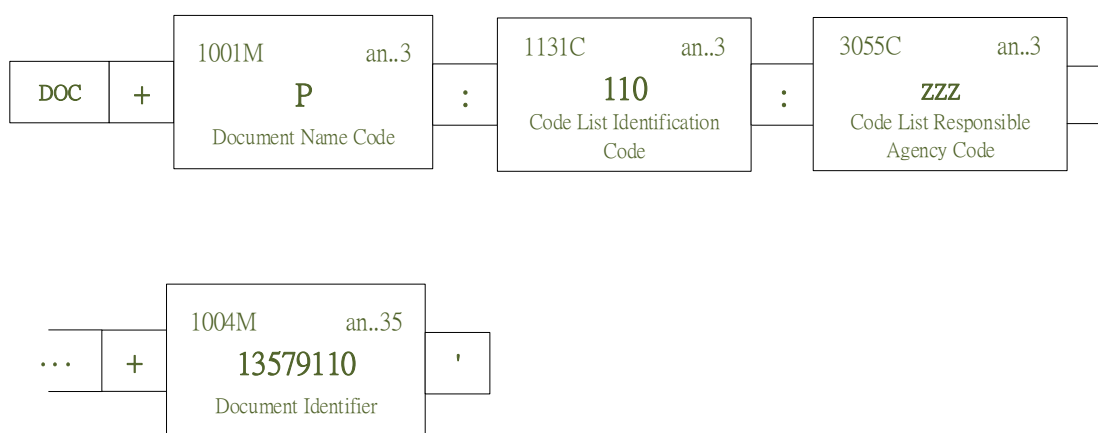 1001M an..3 1131C an..3 3055C an..3
DOC + P : 110 : zzz
Document Name Code Code List Identification Code List Responsible
Code Agency Code
1004M an..35
... + 13579110 '
Document Identifier